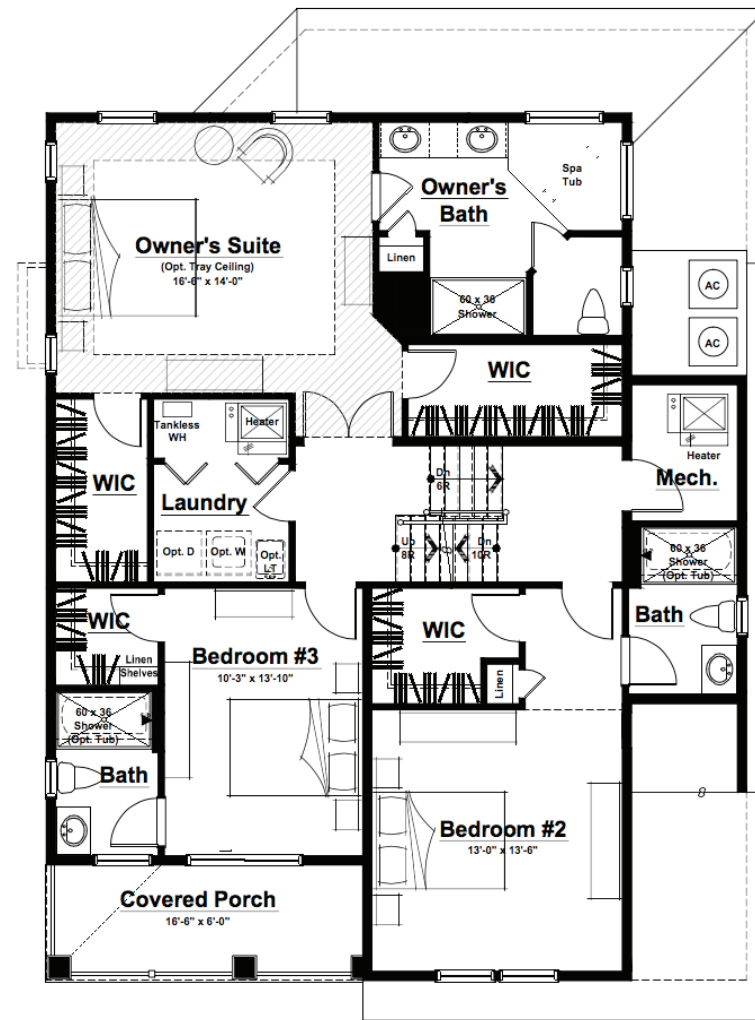 Owner's
Bath
Spa
Tub
Owner's Suite
(Opt. Tray Ceiling)
16'-6" x 14'-0"
Linen
60 x 36
Shower
AC
AC
WIC
Tankless
WH
Heater
WIC
Laundry
Opt. D
Opt. W
Opt.
LT
Dn
6R
Up
8R
Dn
10R
Heater
Mech.
60 x 36
Shower
(Opt. Tub)
Bath
WIC
Linen
Shelves
Bedroom #3
10'-3" x 13'-10"
WIC
Linen
60 x 36
Shower
(Opt. Tub)
Bath
Bedroom #2
13'-0" x 13'-6"
Covered Porch
16'-6" x 6'-0"